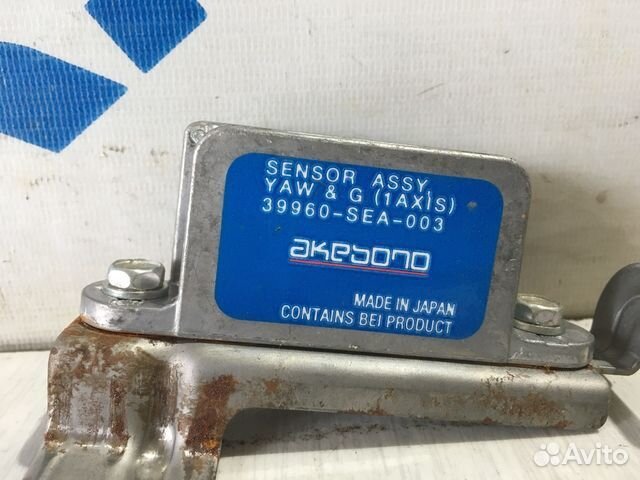 SENSOR ASSY,
YAW & G (1AXIS)
39960-SEA-003
akebono
MADE IN JAPAN
CONTAINS BEI PRODUCT
Avito